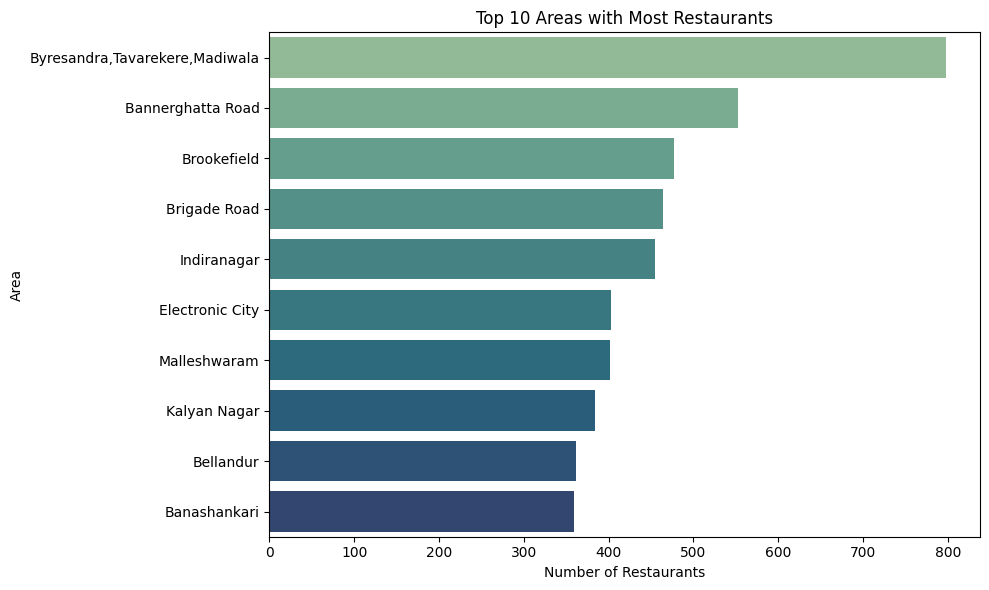 Top 10 Areas with Most Restaurants
Area
Byresandra,Tavarekere,Madiwala
Bannerghatta Road
Brookefield
Brigade Road
Indiranagar
Electronic City
Malleshwaram
Kalyan Nagar
Bellandur
Banashankari
0 100 200 300 400 500 600 700 800
Number of Restaurants